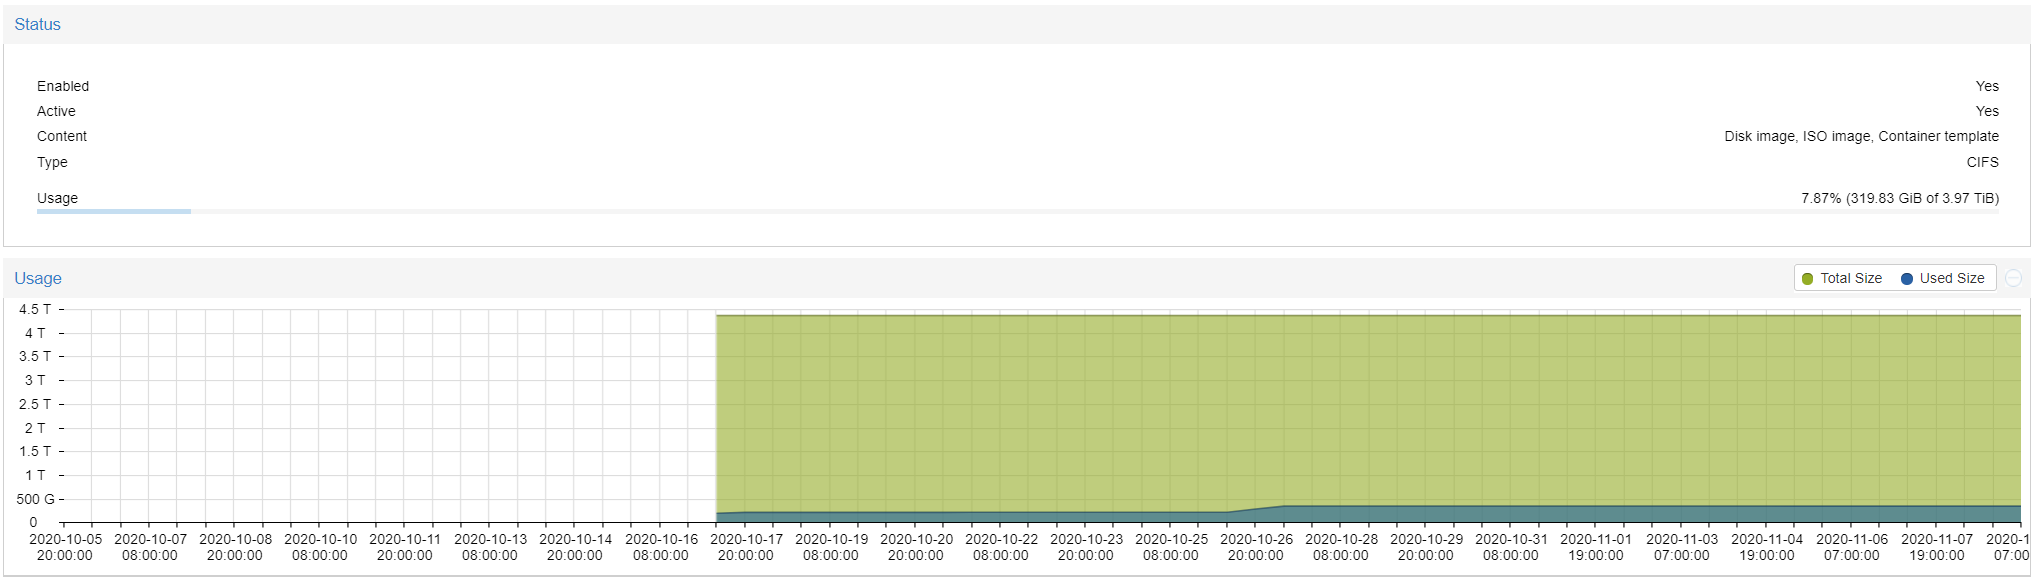 Status
Enabled Yes
Active Yes
Content Disk image, ISO image, Container template
Type CIFS
Usage 7.87% (319.83 GiB of 3.97 TiB)
Usage Total Size Used Size
4.5 T
4 T
3.5 T
3 T
2.5 T
2 T
1.5 T
1 T
500 G
0
2020-10-05 2020-10-07 2020-10-08 2020-10-10 2020-10-11 2020-10-13 2020-10-14 2020-10-16 2020-10-17 2020-10-19 2020-10-20 2020-10-22 2020-10-23 2020-10-25 2020-10-26 2020-10-28 2020-10-29 2020-10-31 2020-11-01 2020-11-03 2020-11-04 2020-11-06 2020-11-07 2020-1
20:00:00 08:00:00 20:00:00 08:00:00 20:00:00 08:00:00 20:00:00 08:00:00 20:00:00 08:00:00 20:00:00 08:00:00 20:00:00 08:00:00 20:00:00 08:00:00 20:00:00 08:00:00 19:00:00 07:00:00 19:00:00 07:00:00 19:00:00 07:00